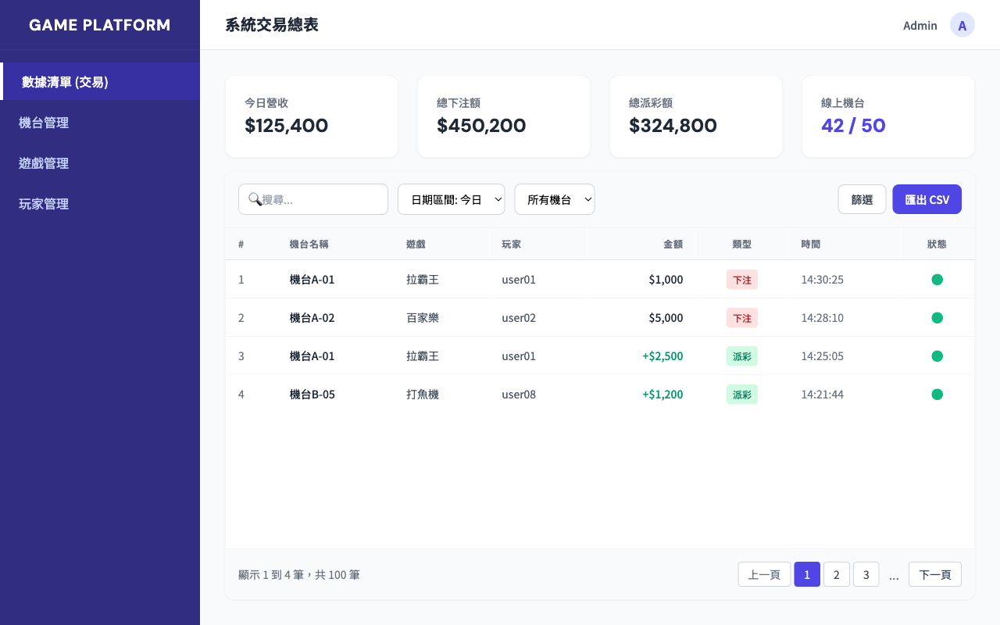 GAME PLATFORM
數據清單 (交易)
機台管理
遊戲管理
玩家管理
系統交易總表
Admin
A
今日營收
$125,400
總下注額
$450,200
總派彩額
$324,800
線上機台
42 / 50
搜尋...
日期區間: 今日
所有機台
篩選
匯出 CSV
# 機台名稱 遊戲 玩家 金額 類型 時間 狀態
1 機台A-01 拉霸王 user01 $1,000 下注 14:30:25
2 機台A-02 百家樂 user02 $5,000 下注 14:28:10
3 機台A-01 拉霸王 user01 +$2,500 派彩 14:25:05
4 機台B-05 打魚機 user08 +$1,200 派彩 14:21:44
顯示 1 到 4 筆，共 100 筆
上一頁 1 2 3 ... 下一頁